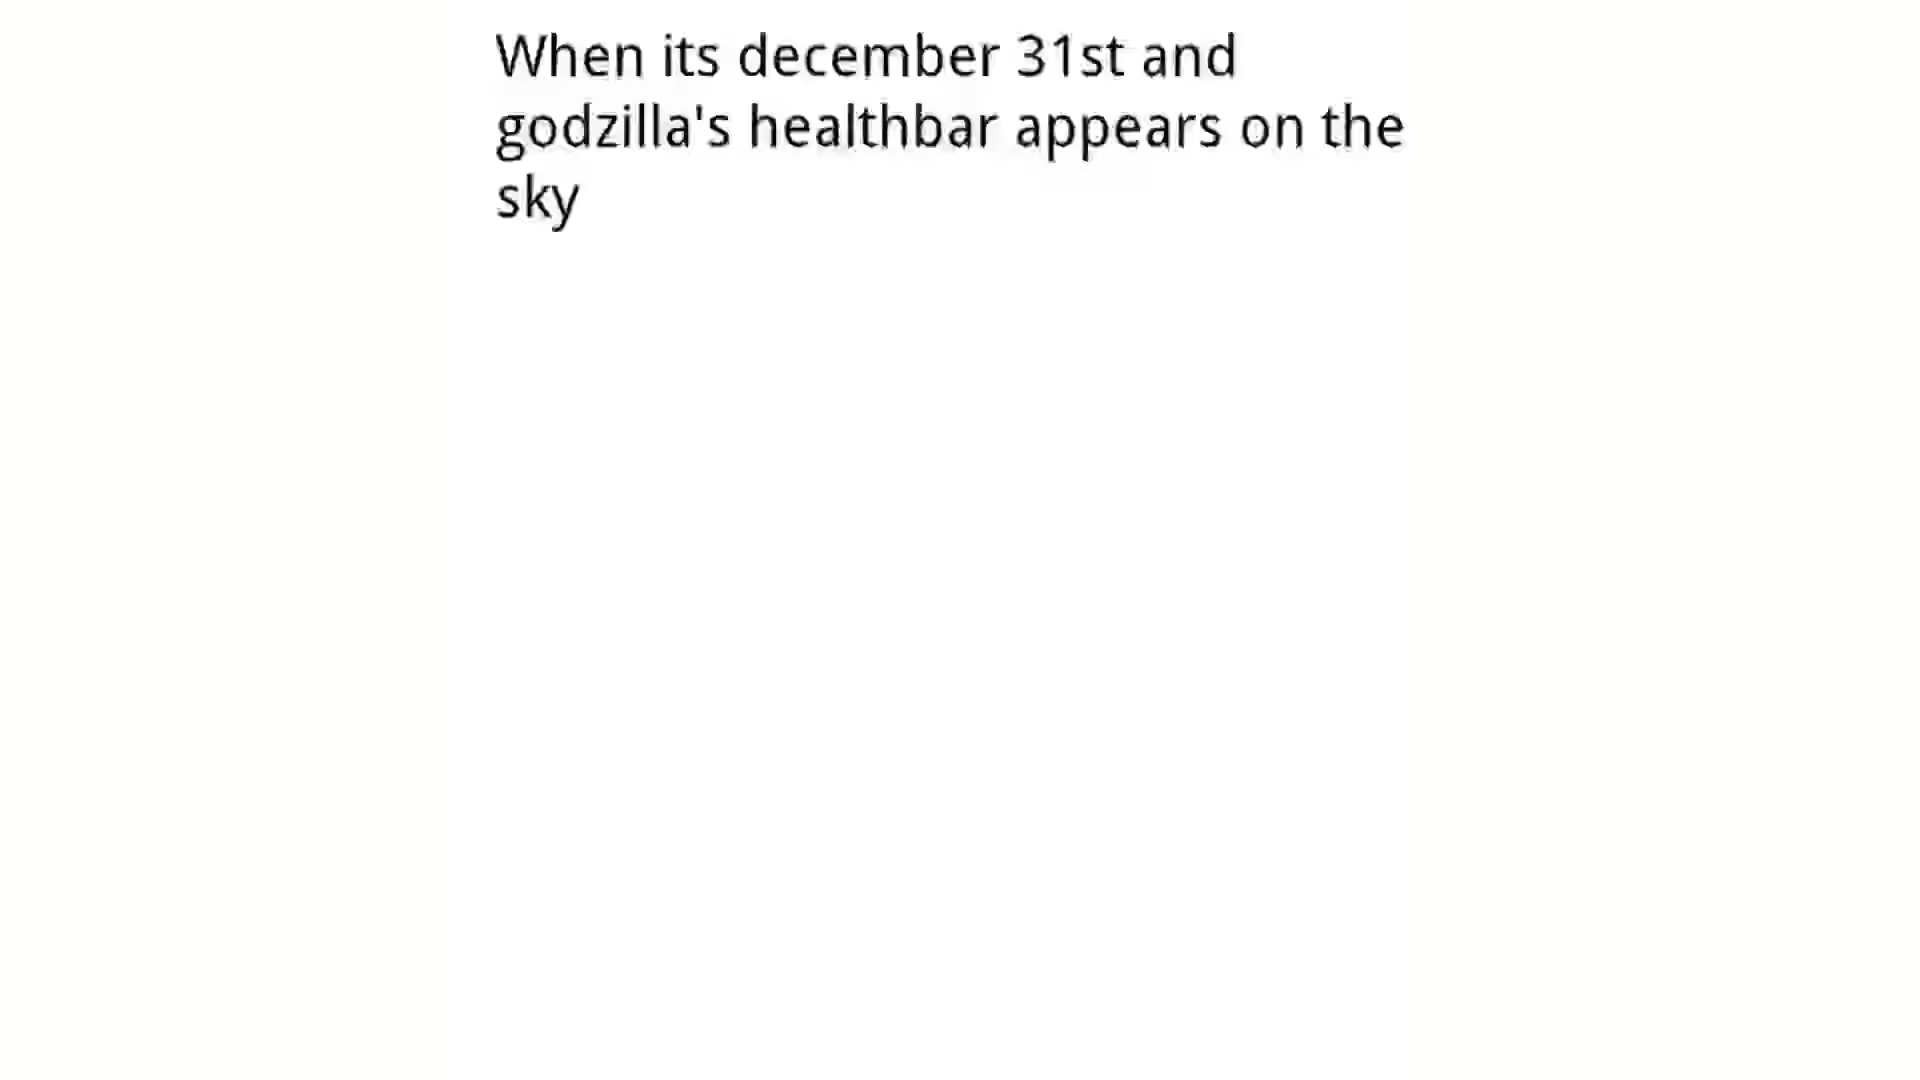 When its december 31st and
godzilla's healthbar appears on the
sky